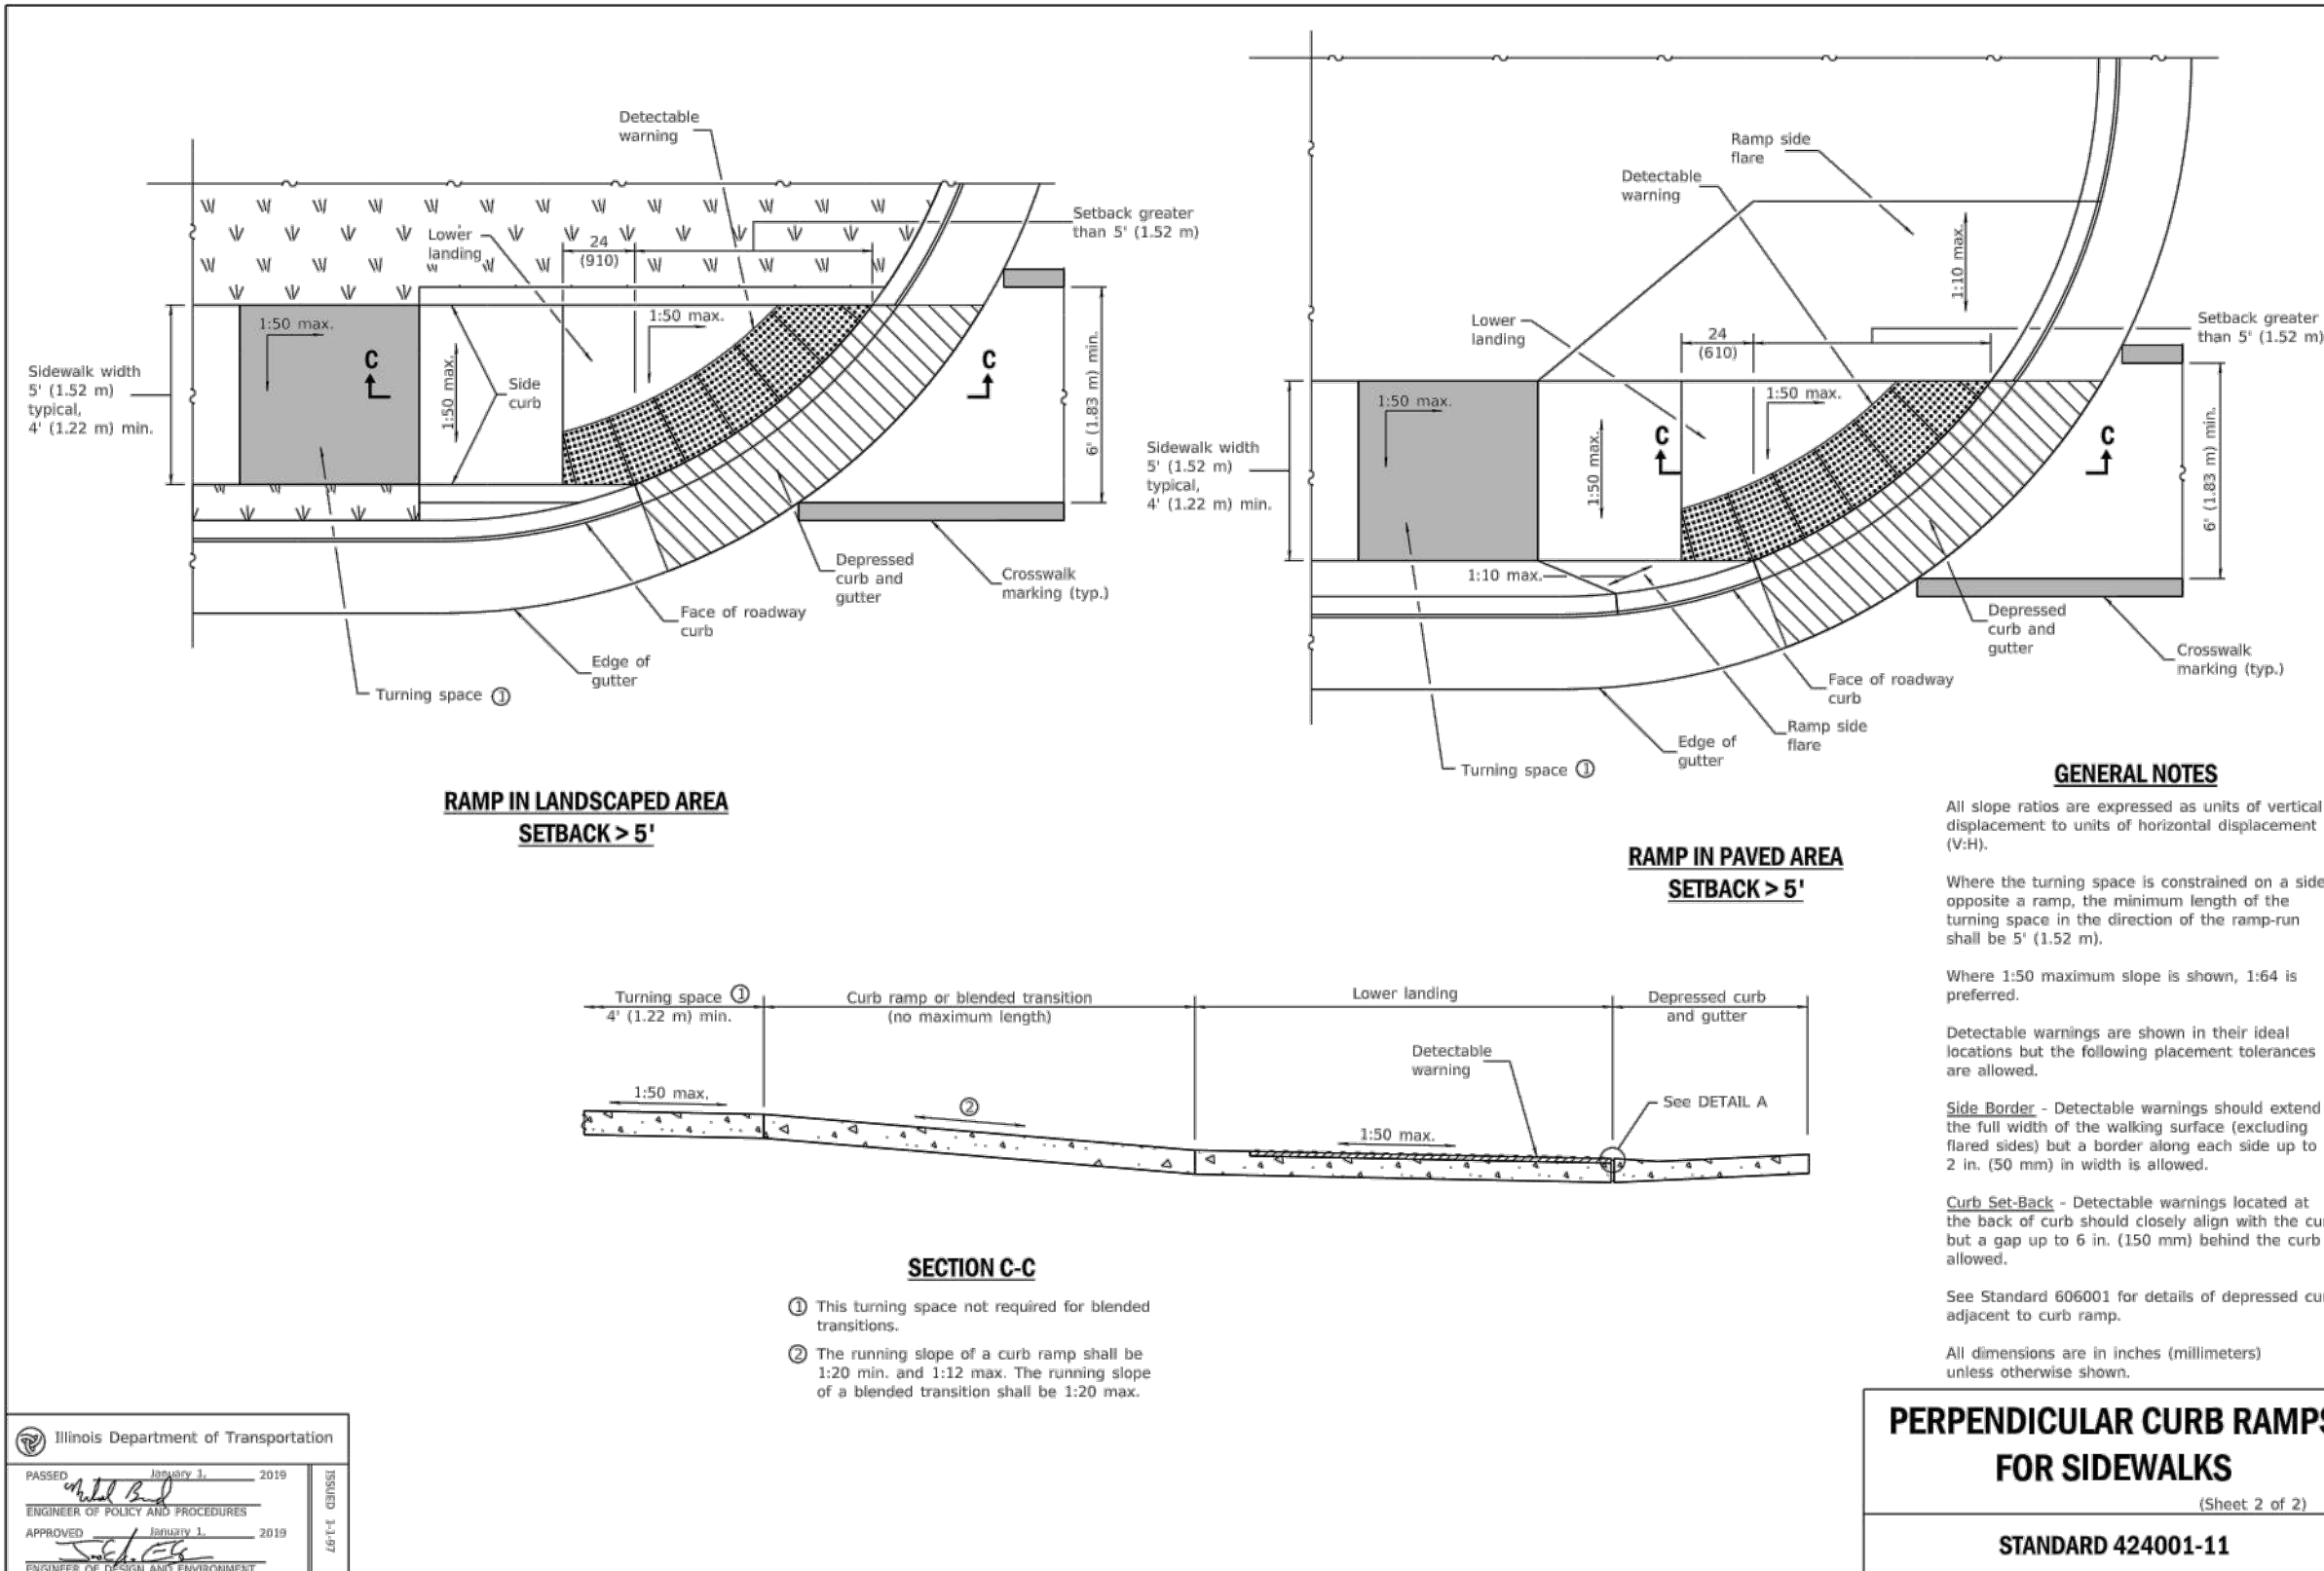 Detectable
warning
Setback greater
than 5' (1.52 m)
Lower
landing
24
(910)
1:50 max.
1:50 max.
1:50 max.
Side
curb
C
C
6' (1.83 m) min.
Sidewalk width
5' (1.52 m)
typical,
4' (1.22 m) min.
Depressed
curb and
gutter
Crosswalk
marking (typ.)
Face of roadway
curb
Edge of
gutter
Turning space ①
RAMP IN LANDSCAPED AREA
SETBACK > 5'
Ramp side
flare
Detectable
warning
1:10 max.
Setback greater
than 5' (1.52 m)
Lower
landing
24
(610)
1:50 max.
1:50 max.
1:50 max.
C
C
6' (1.83 m) min.
Sidewalk width
5' (1.52 m)
typical,
4' (1.22 m) min.
1:10 max.
Depressed
curb and
gutter
Crosswalk
marking (typ.)
Face of roadway
curb
Ramp side
flare
Edge of
gutter
Turning space ①
RAMP IN PAVED AREA
SETBACK > 5'
Turning space ①
4' (1.22 m) min.
Curb ramp or blended transition
(no maximum length)
Lower landing
Depressed curb
and gutter
Detectable
warning
See DETAIL A
1:50 max.
②
1:50 max.
SECTION C-C
① This turning space not required for blended
transitions.
② The running slope of a curb ramp shall be
1:20 min. and 1:12 max. The running slope
of a blended transition shall be 1:20 max.
GENERAL NOTES
All slope ratios are expressed as units of vertical
displacement to units of horizontal displacement
(V:H).
Where the turning space is constrained on a side
opposite a ramp, the minimum length of the
turning space in the direction of the ramp-run
shall be 5' (1.52 m).
Where 1:50 maximum slope is shown, 1:64 is
preferred.
Detectable warnings are shown in their ideal
locations but the following placement tolerances
are allowed.
Side Border - Detectable warnings should extend
the full width of the walking surface (excluding
flared sides) but a border along each side up to
2 in. (50 mm) in width is allowed.
Curb Set-Back - Detectable warnings located at
the back of curb should closely align with the
but a gap up to 6 in. (150 mm) behind the curb
allowed.
See Standard 606001 for details of depressed
adjacent to curb ramp.
All dimensions are in inches (millimeters)
unless otherwise shown.
PERPENDICULAR CURB RAMPS
FOR SIDEWALKS
(Sheet 2 of 2)
STANDARD 424001-11
Illinois Department of Transportation
PASSED January 1, 2019
ENGINEER OF POLICY AND PROCEDURES
APPROVED January 1, 2019
ENGINEER OF DESIGN AND ENVIRONMENT
ISSUED 1-1-97